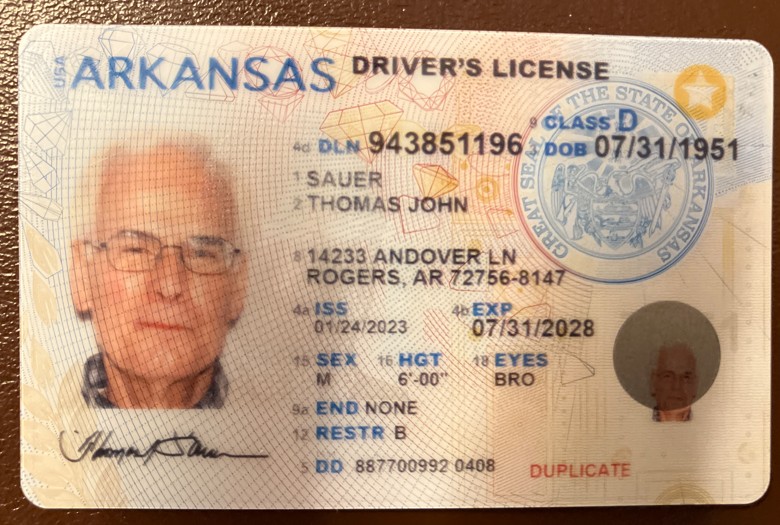 USA ARKANSAS DRIVER'S LICENSE
9 CLASS D
4d DLN 943851196 3 DOB 07/31/1951
1 SAUER
2 THOMAS JOHN
8 14233 ANDOVER LN
ROGERS, AR 72756-8147
4a ISS 4b EXP
01/24/2023 07/31/2028
15 SEX 16 HGT 18 EYES
M 6'-00" BRO
9a END NONE
12 RESTR B
5 DD 887700992 0408
DUPLICATE
GREAT SEAL OF THE STATE OF ARKANSAS